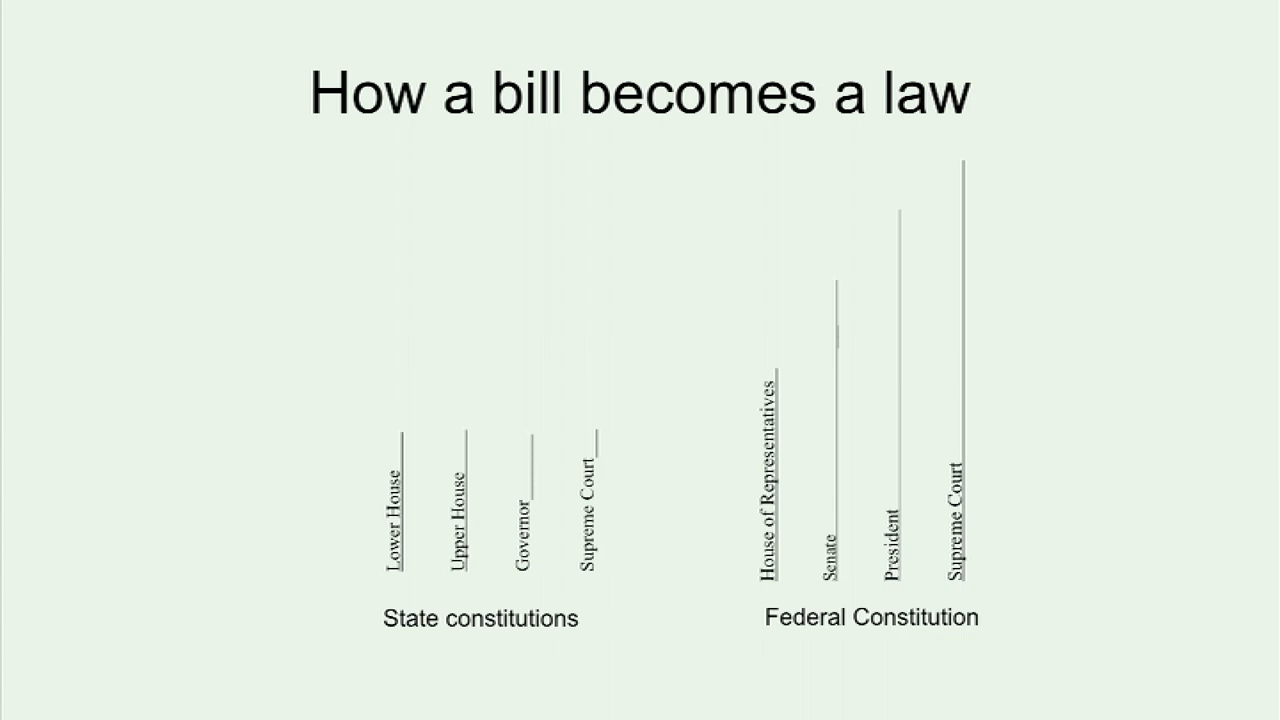 How a bill becomes a law
Lower House
Upper House
Governor
Supreme Court
House of Representatives
Senate
President
Supreme Court
State constitutions
Federal Constitution